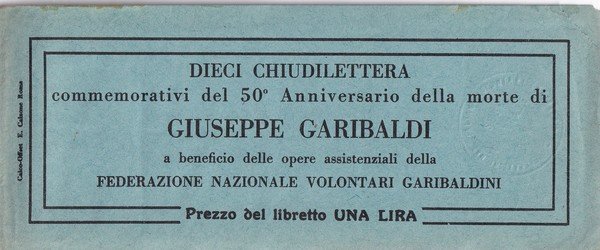 DIECI CHIUDILETTERA
commemorativi del 50° Anniversario della morte di
GIUSEPPE GARIBALDI
a beneficio delle opere assistenziali della
FEDERAZIONE NAZIONALE VOLONTARI GARIBALDINI
Prezzo del libretto UNA LIRA
Calco-Offset E. Calzone Roma